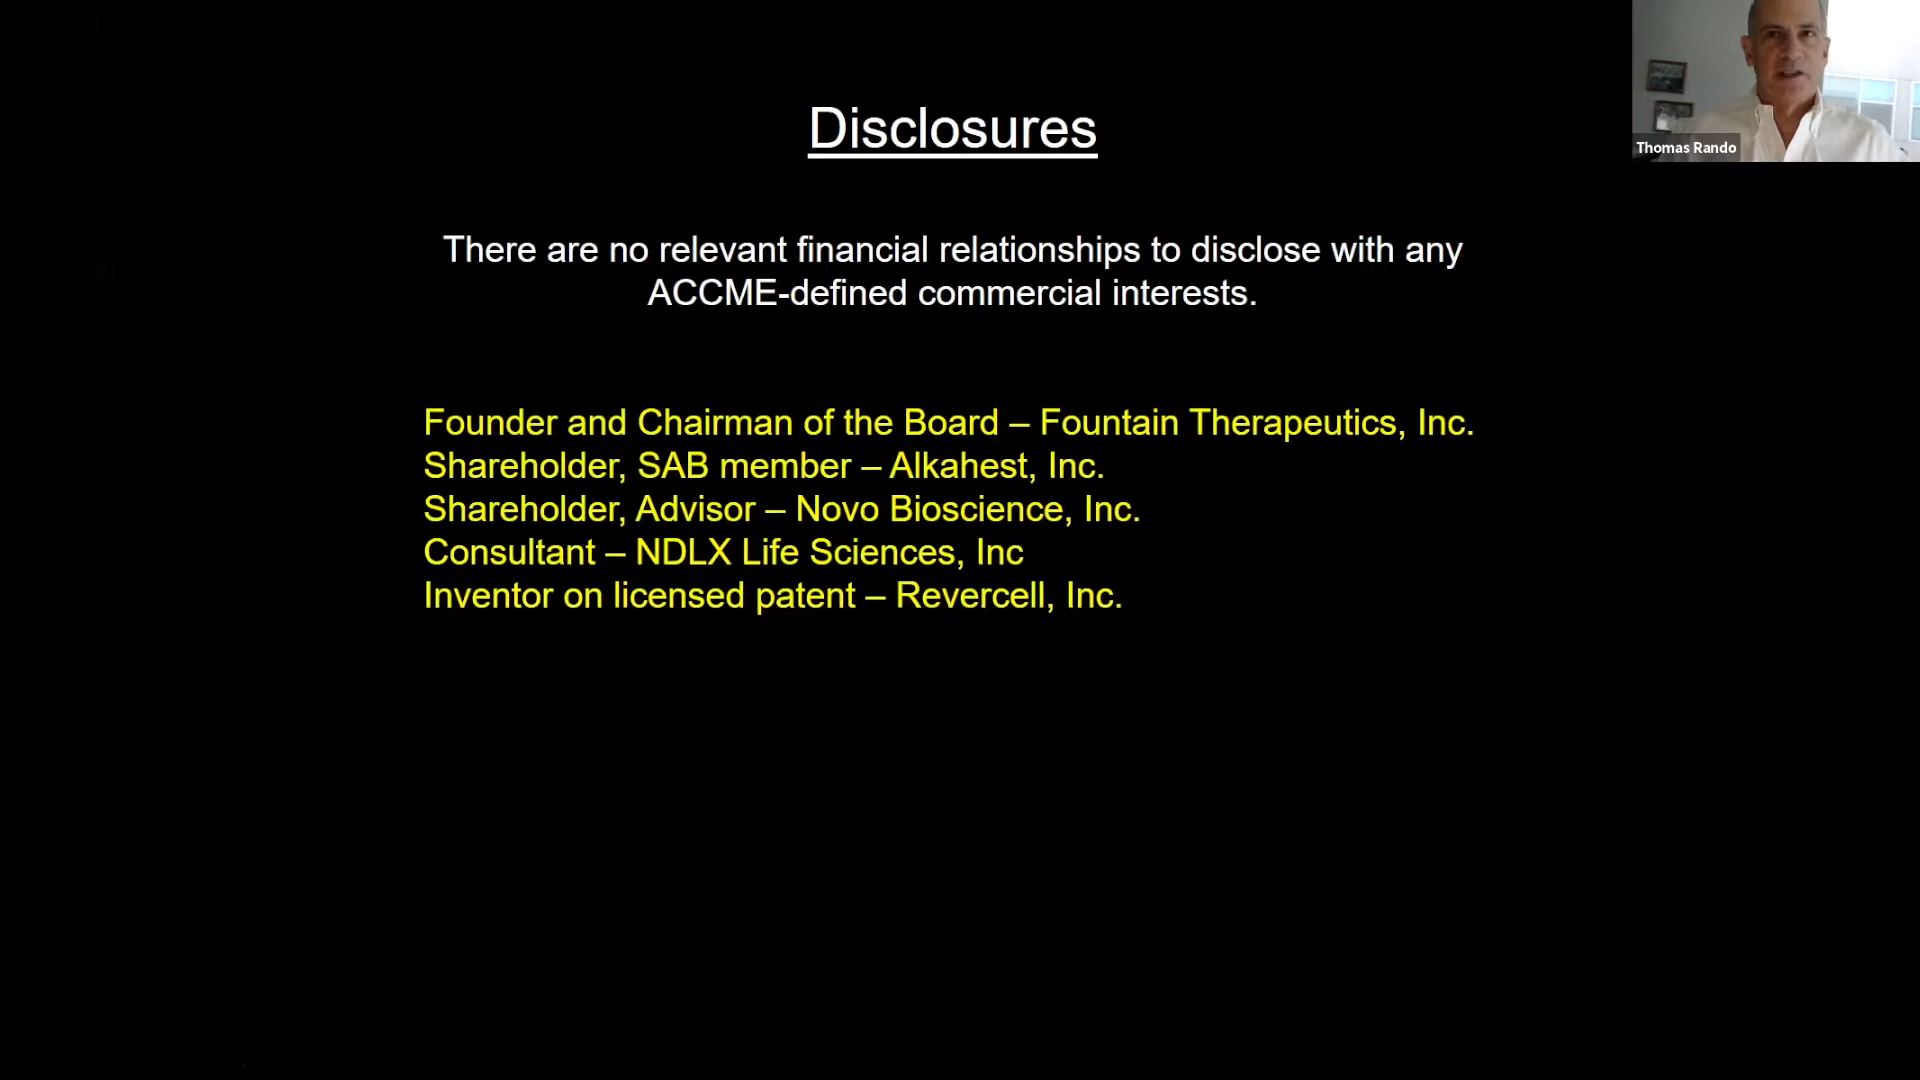 Disclosures
Thomas Rando
There are no relevant financial relationships to disclose with any
ACCME-defined commercial interests.
Founder and Chairman of the Board – Fountain Therapeutics, Inc.
Shareholder, SAB member – Alkahest, Inc.
Shareholder, Advisor – Novo Bioscience, Inc.
Consultant – NDLX Life Sciences, Inc
Inventor on licensed patent – Revercell, Inc.